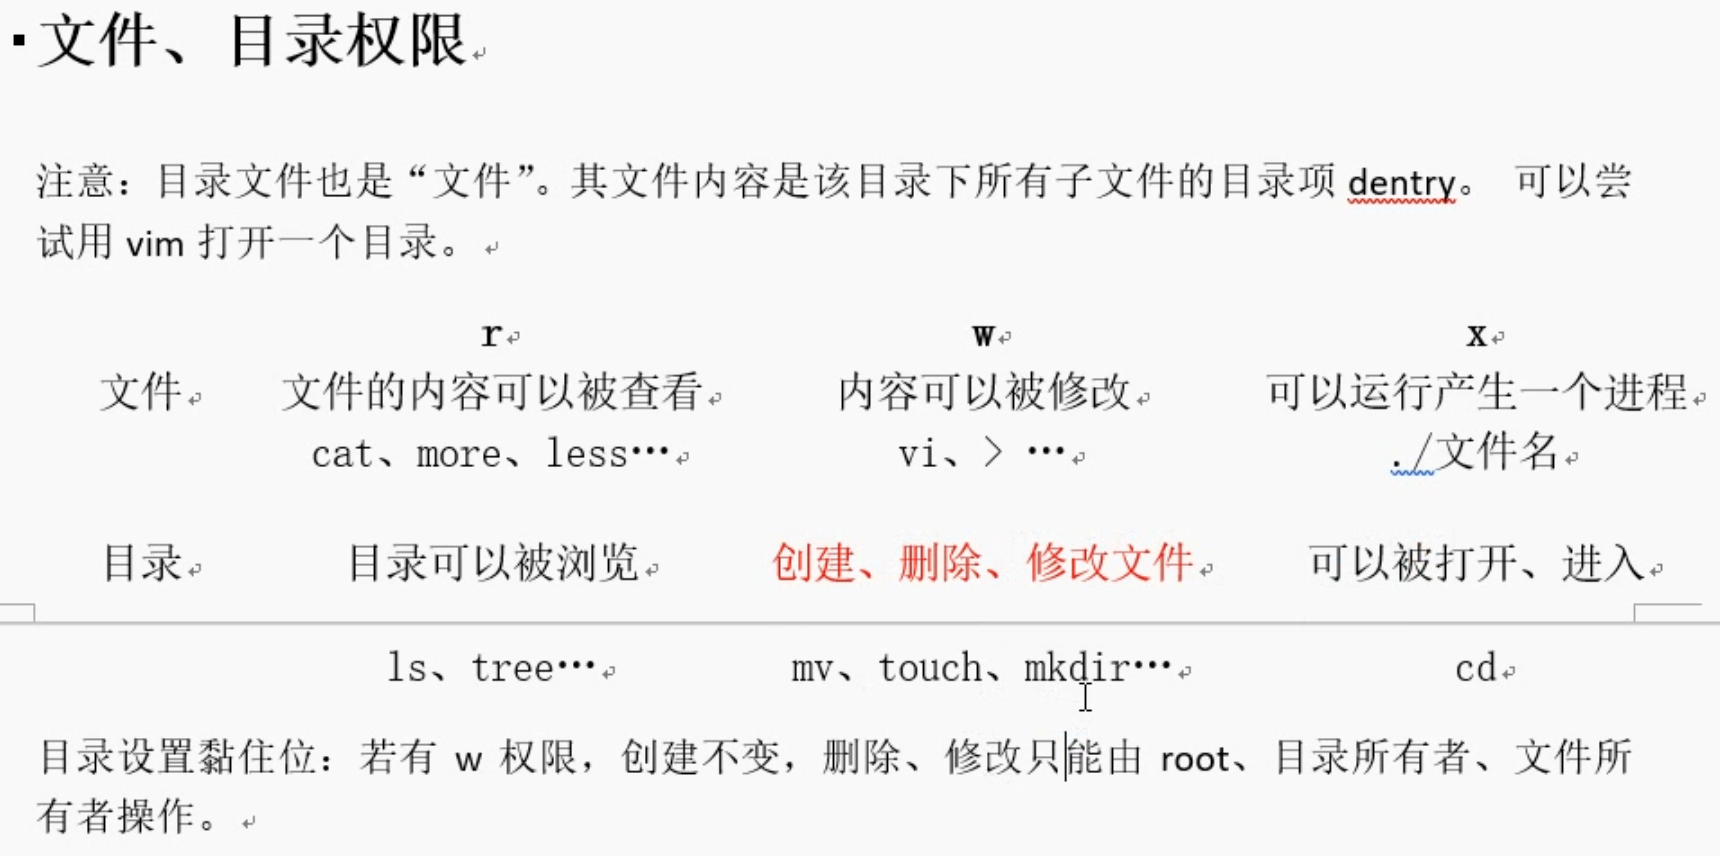 文件、目录权限
注意：目录文件也是“文件”。其文件内容是该目录下所有子文件的目录项 dentry。 可以尝
试用 vim 打开一个目录。
r w x
文件 文件的内容可以被查看 内容可以被修改 可以运行产生一个进程
cat、more、less… vi、> … ./文件名
目录 目录可以被浏览 创建、删除、修改文件 可以被打开、进入
ls、tree… mv、touch、mkdir… cd
目录设置黏住位：若有 w 权限，创建不变，删除、修改只能由 root、目录所有者、文件所
有者操作。